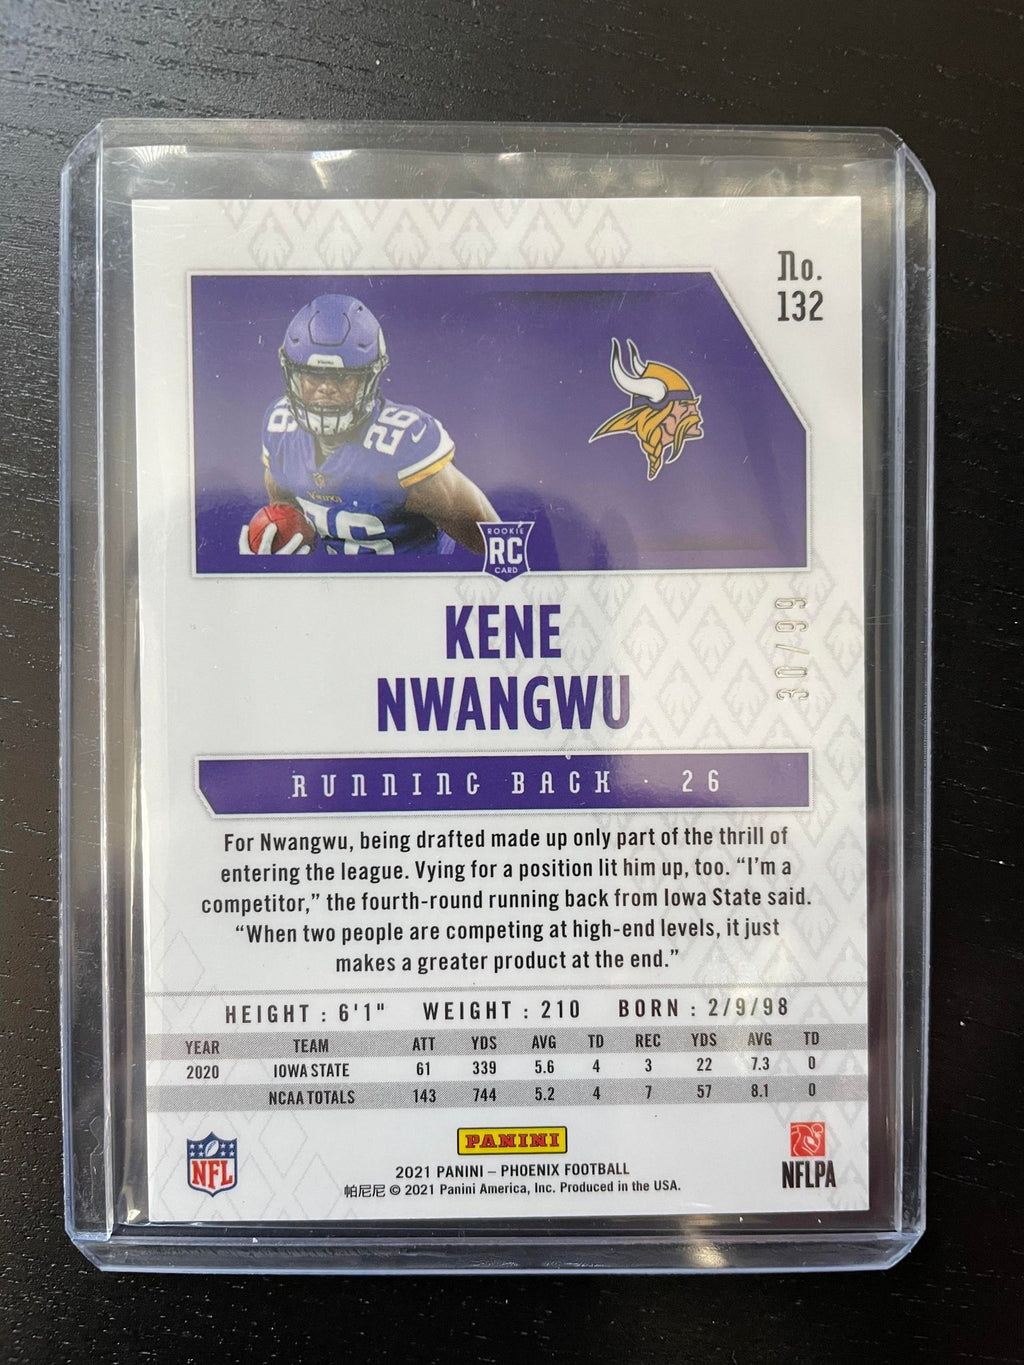 No.
132
26
26
Vikings
26
ROOKIE
RC
CARD
KENE
NWANGWU
30/99
RUNNING BACK · 26
For Nwangwu, being drafted made up only part of the thrill of
entering the league. Vying for a position lit him up, too. “I’m a
competitor,” the fourth-round running back from Iowa State said.
“When two people are competing at high-end levels, it just
makes a greater product at the end.”
HEIGHT : 6'1" WEIGHT : 210 BORN : 2/9/98
YEAR TEAM ATT YDS AVG TD REC YDS AVG TD
2020 IOWA STATE 61 339 5.6 4 3 22 7.3 0
NCAA TOTALS 143 744 5.2 4 7 57 8.1 0
NFL
PANINI
NFLPA
2021 PANINI – PHOENIX FOOTBALL
帕尼尼 © 2021 Panini America, Inc. Produced in the USA.